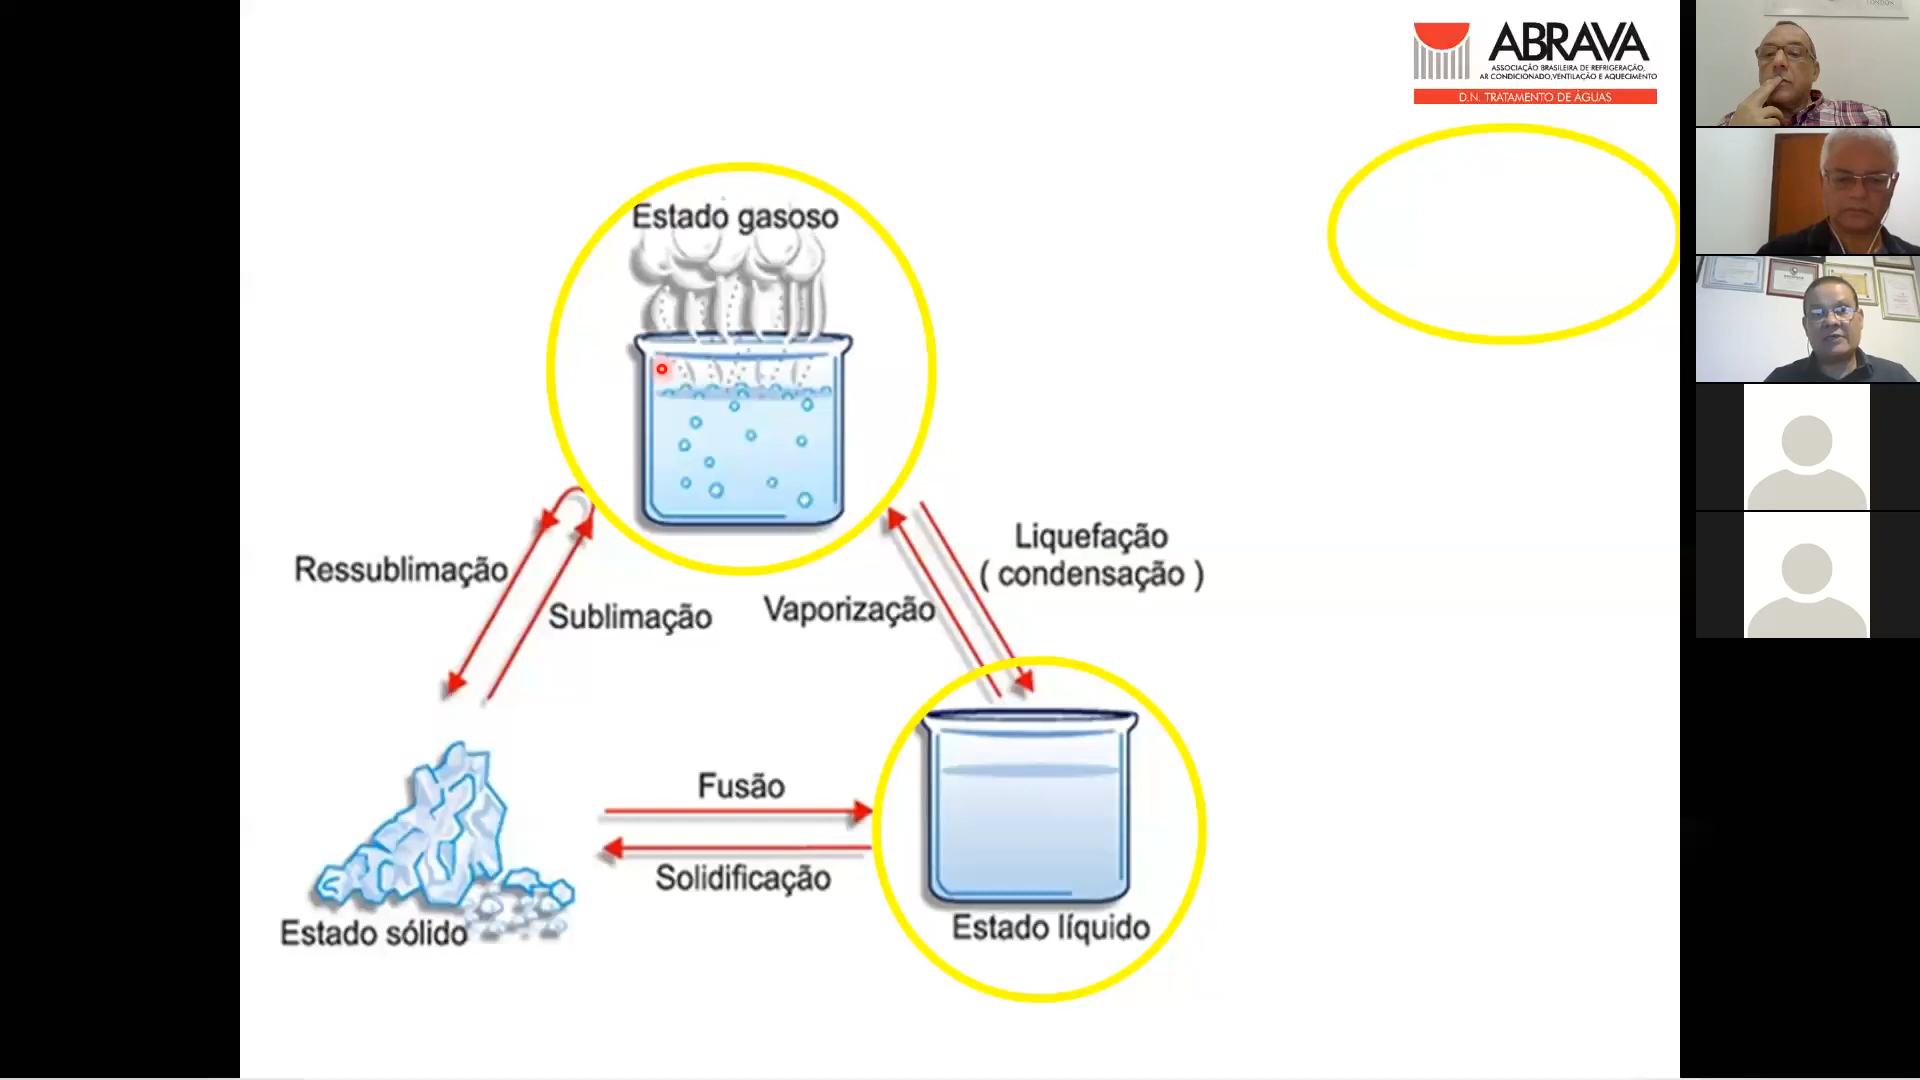 LONDON
ABRAVA
ASSOCIAÇÃO BRASILEIRA DE REFRIGERAÇÃO,
AR CONDICIONADO,VENTILAÇÃO E AQUECIMENTO
D.N. TRATAMENTO DE ÁGUAS
Estado gasoso
Liquefação
( condensação )
Ressublimação
Sublimação
Vaporização
Fusão
Solidificação
Estado líquido
Estado sólido